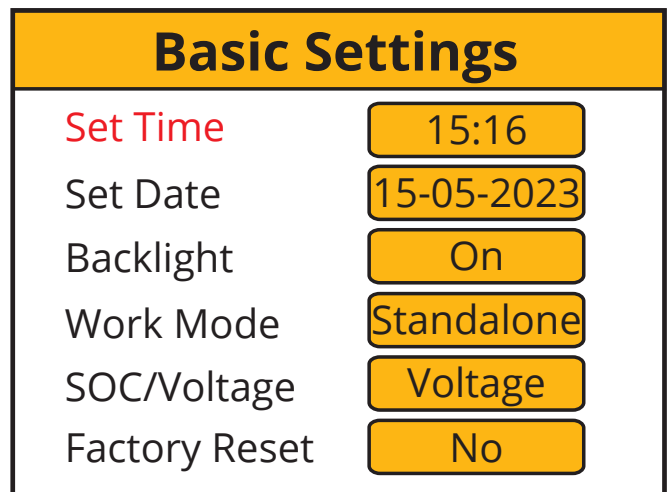 Basic Settings
Set Time 15:16
Set Date 15-05-2023
Backlight On
Work Mode Standalone
SOC/Voltage Voltage
Factory Reset No